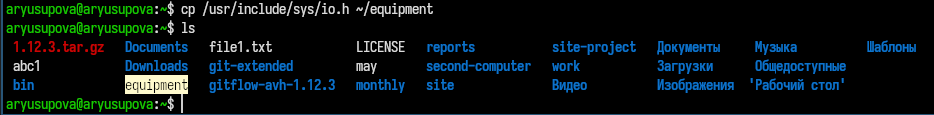 aryusupova@aryusupova:~$ cp /usr/include/sys/io.h ~/equipment
aryusupova@aryusupova:~$ ls
1.12.3.tar.gz Documents file1.txt LICENSE reports site-project Документы Музыка Шаблоны
abc1 Downloads git-extended may second-computer work Загрузки Общедоступные
bin equipment gitflow-avh-1.12.3 monthly site Видео Изображения 'Рабочий стол'
aryusupova@aryusupova:~$